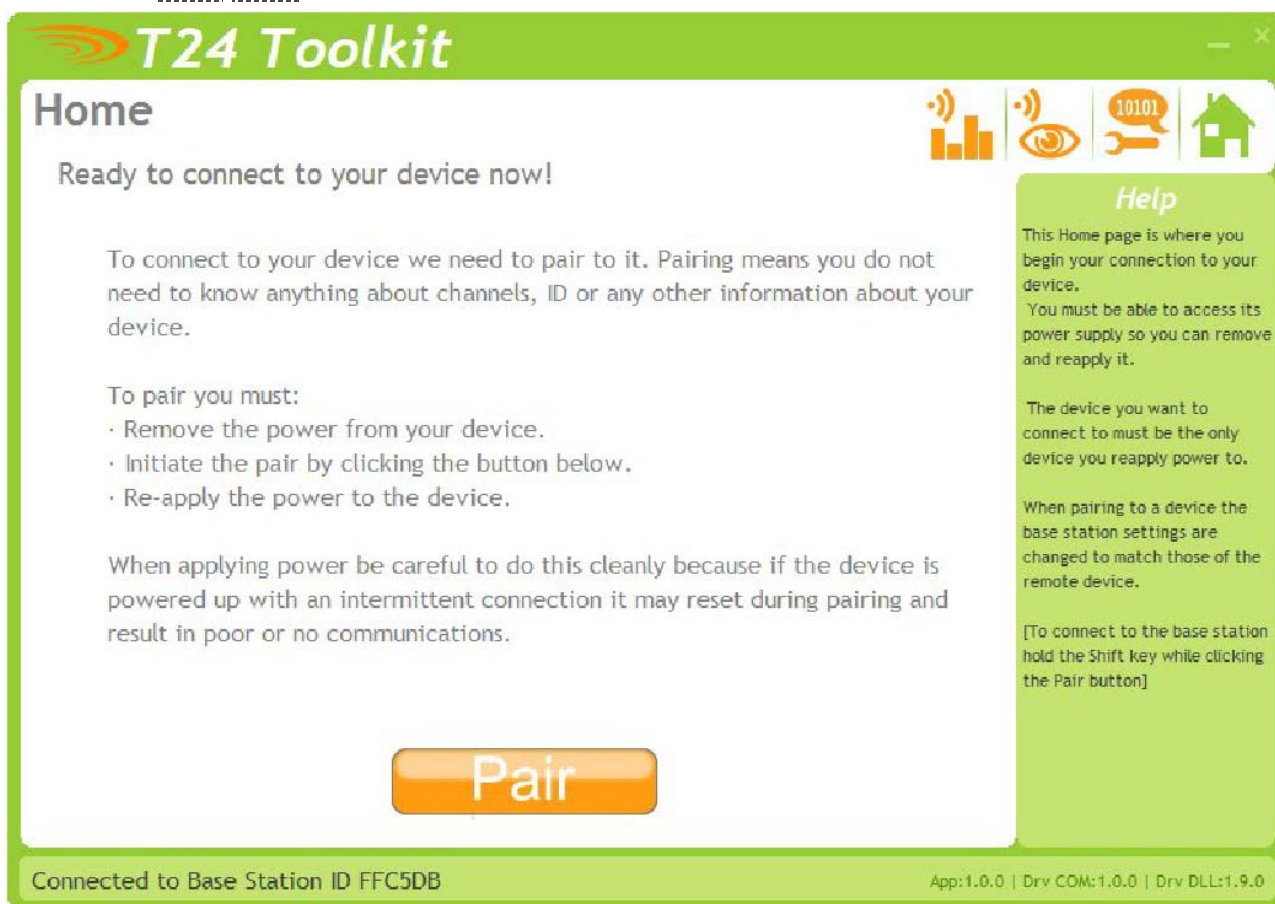 T24 Toolkit
Home
10101
Ready to connect to your device now!
To connect to your device we need to pair to it. Pairing means you do not
need to know anything about channels, ID or any other information about your
device.
To pair you must:
· Remove the power from your device.
· Initiate the pair by clicking the button below.
· Re-apply the power to the device.
When applying power be careful to do this cleanly because if the device is
powered up with an intermittent connection it may reset during pairing and
result in poor or no communications.
Pair
Help
This Home page is where you
begin your connection to your
device.
You must be able to access its
power supply so you can remove
and reapply it.
The device you want to
connect to must be the only
device you reapply power to.
When pairing to a device the
base station settings are
changed to match those of the
remote device.
[To connect to the base station
hold the Shift key while clicking
the Pair button]
Connected to Base Station ID FFC5DB
App:1.0.0 | Drv COM:1.0.0 | Drv DLL:1.9.0